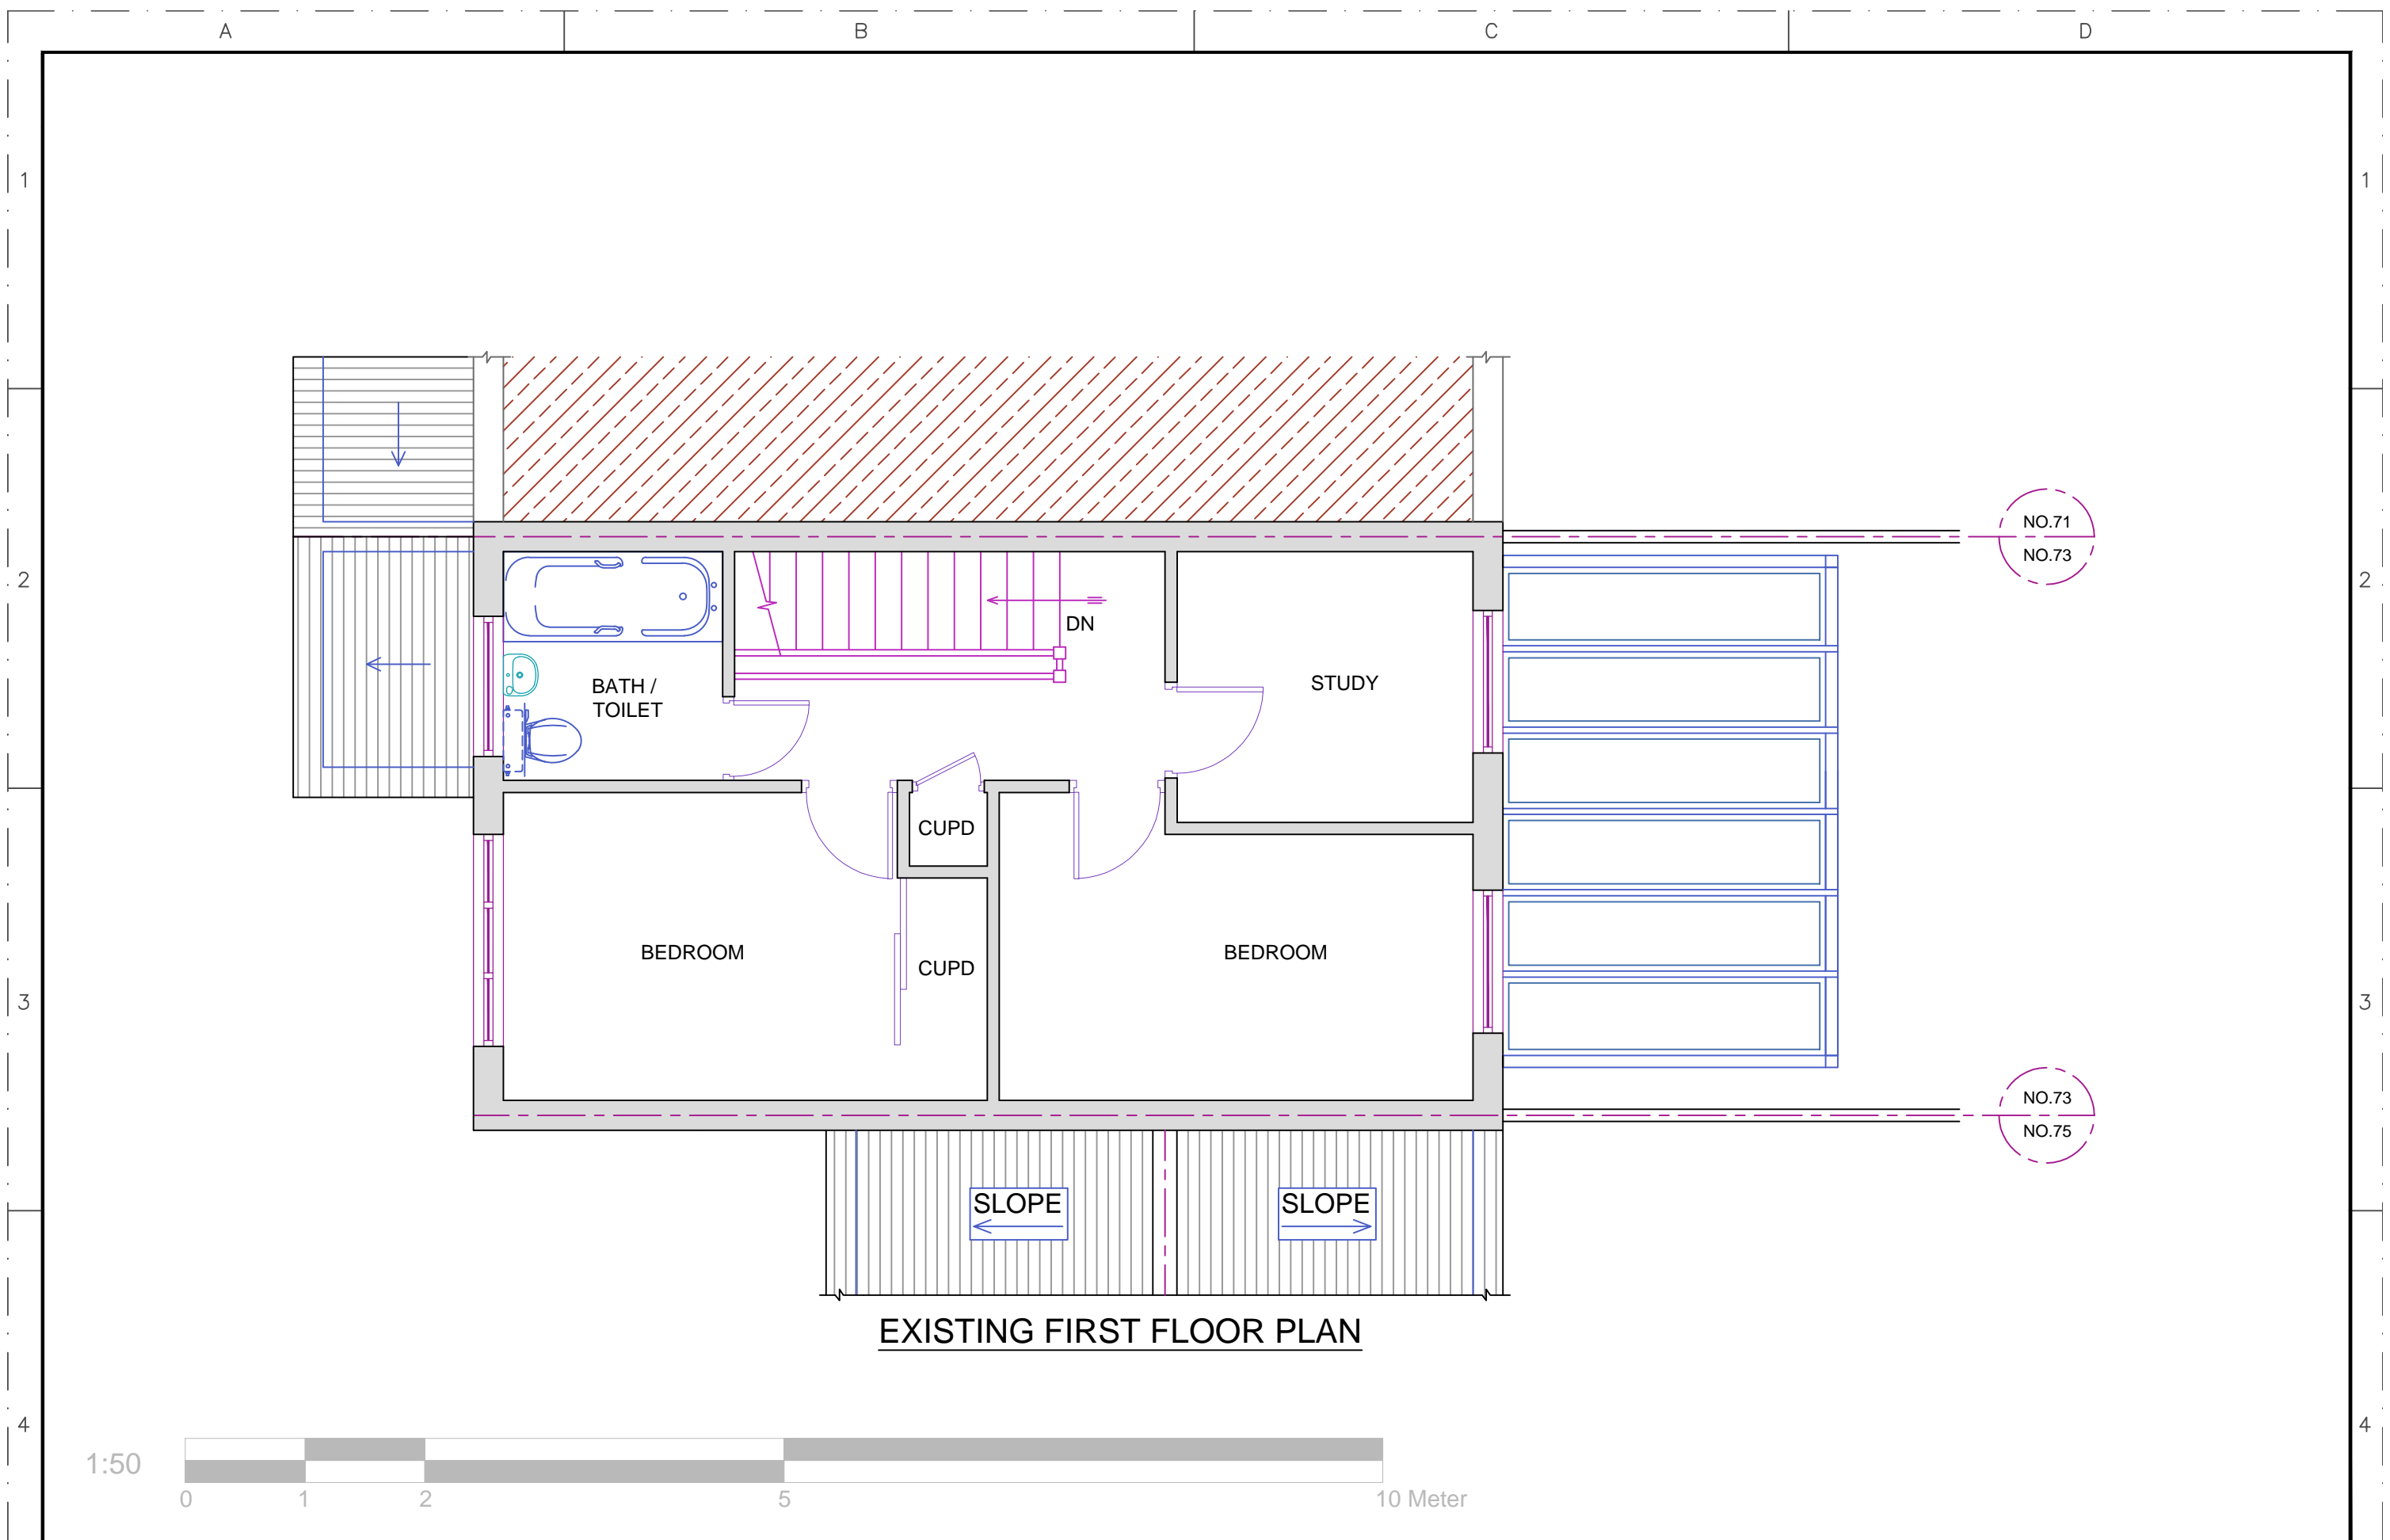 A B C D
1 1
NO.71
2 NO.73 2
DN
BATH /
TOILET
STUDY
CUPD
BEDROOM CUPD BEDROOM
3 3
NO.73
NO.75
SLOPE SLOPE
EXISTING FIRST FLOOR PLAN
4 4
1:50
0 1 2 5 10 Meter